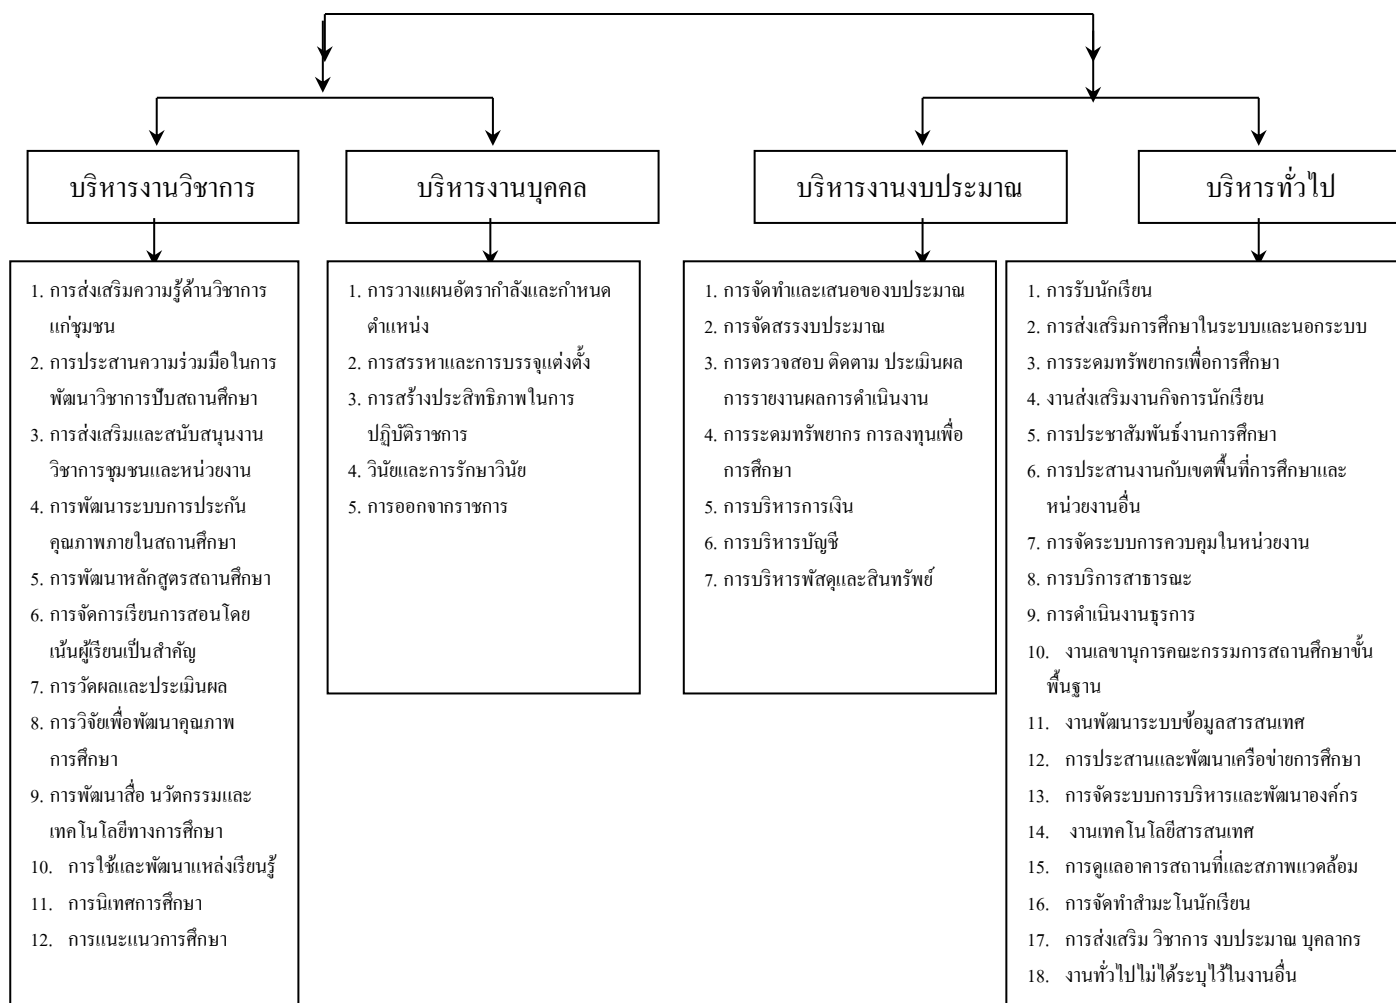 บริหารงานวิชาการ
บริหารงานบุคคล
บริหารงานงบประมาณ
บริหารทั่วไป
1. การส่งเสริมความรู้ด้านวิชาการ
แก่ชุมชน
2. การประสานความร่วมมือในการ
พัฒนาวิชาการปับสถานศึกษา
3. การส่งเสริมและสนับสนุนงาน
วิชาการชุมชนและหน่วยงาน
4. การพัฒนาระบบการประกัน
คุณภาพภายในสถานศึกษา
5. การพัฒนาหลักสูตรสถานศึกษา
6. การจัดการเรียนการสอนโดย
เน้นผู้เรียนเป็นสำคัญ
7. การวัดผลและประเมินผล
8. การวิจัยเพื่อพัฒนาคุณภาพ
การศึกษา
9. การพัฒนาสื่อ นวัตกรรมและ
เทคโนโลยีทางการศึกษา
10. การใช้และพัฒนาแหล่งเรียนรู้
11. การนิเทศการศึกษา
12. การแนะแนวการศึกษา
1. การวางแผนอัตรากำลังและกำหนด
ตำแหน่ง
2. การสรรหาและการบรรจุแต่งตั้ง
3. การสร้างประสิทธิภาพในการ
ปฏิบัติราชการ
4. วินัยและการรักษาวินัย
5. การออกจากราชการ
1. การจัดทำและเสนอของบประมาณ
2. การจัดสรรงบประมาณ
3. การตรวจสอบ ติดตาม ประเมินผล
การรายงานผลการดำเนินงาน
4. การระดมทรัพยากร การลงทุนเพื่อ
การศึกษา
5. การบริหารการเงิน
6. การบริหารบัญชี
7. การบริหารพัสดุและสินทรัพย์
1. การรับนักเรียน
2. การส่งเสริมการศึกษาในระบบและนอกระบบ
3. การระดมทรัพยากรเพื่อการศึกษา
4. งานส่งเสริมงานกิจการนักเรียน
5. การประชาสัมพันธ์งานการศึกษา
6. การประสานงานกับเขตพื้นที่การศึกษาและ
หน่วยงานอื่น
7. การจัดระบบการควบคุมในหน่วยงาน
8. การบริการสาธารณะ
9. การดำเนินงานธุรการ
10. งานเลขานุการคณะกรรมการสถานศึกษาขั้น
พื้นฐาน
11. งานพัฒนาระบบข้อมูลสารสนเทศ
12. การประสานและพัฒนาเครือข่ายการศึกษา
13. การจัดระบบการบริหารและพัฒนาองค์กร
14. งานเทคโนโลยีสารสนเทศ
15. การดูแลอาคารสถานที่และสภาพแวดล้อม
16. การจัดทำสำมะโนนักเรียน
17. การส่งเสริม วิชาการ งบประมาณ บุคลากร
18. งานทั่วไปไม่ได้ระบุไว้ในงานอื่น